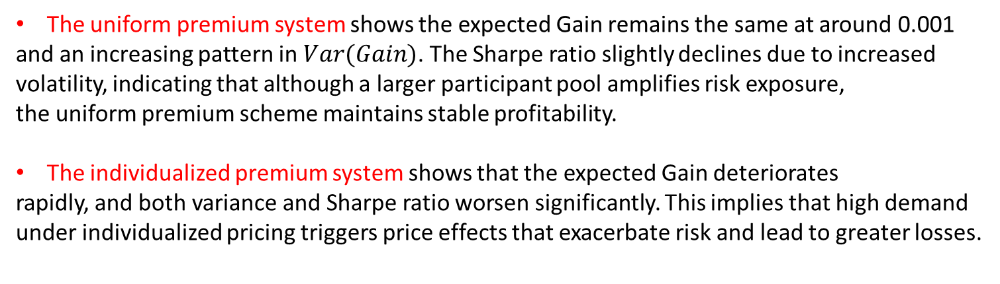 • The uniform premium system shows the expected Gain remains the same at around 0.001
and an increasing pattern in 𝑉𝑎𝑟(𝐺𝑎𝑖𝑛). The Sharpe ratio slightly declines due to increased
volatility, indicating that although a larger participant pool amplifies risk exposure,
the uniform premium scheme maintains stable profitability.
• The individualized premium system shows that the expected Gain deteriorates
rapidly, and both variance and Sharpe ratio worsen significantly. This implies that high demand
under individualized pricing triggers price effects that exacerbate risk and lead to greater losses.